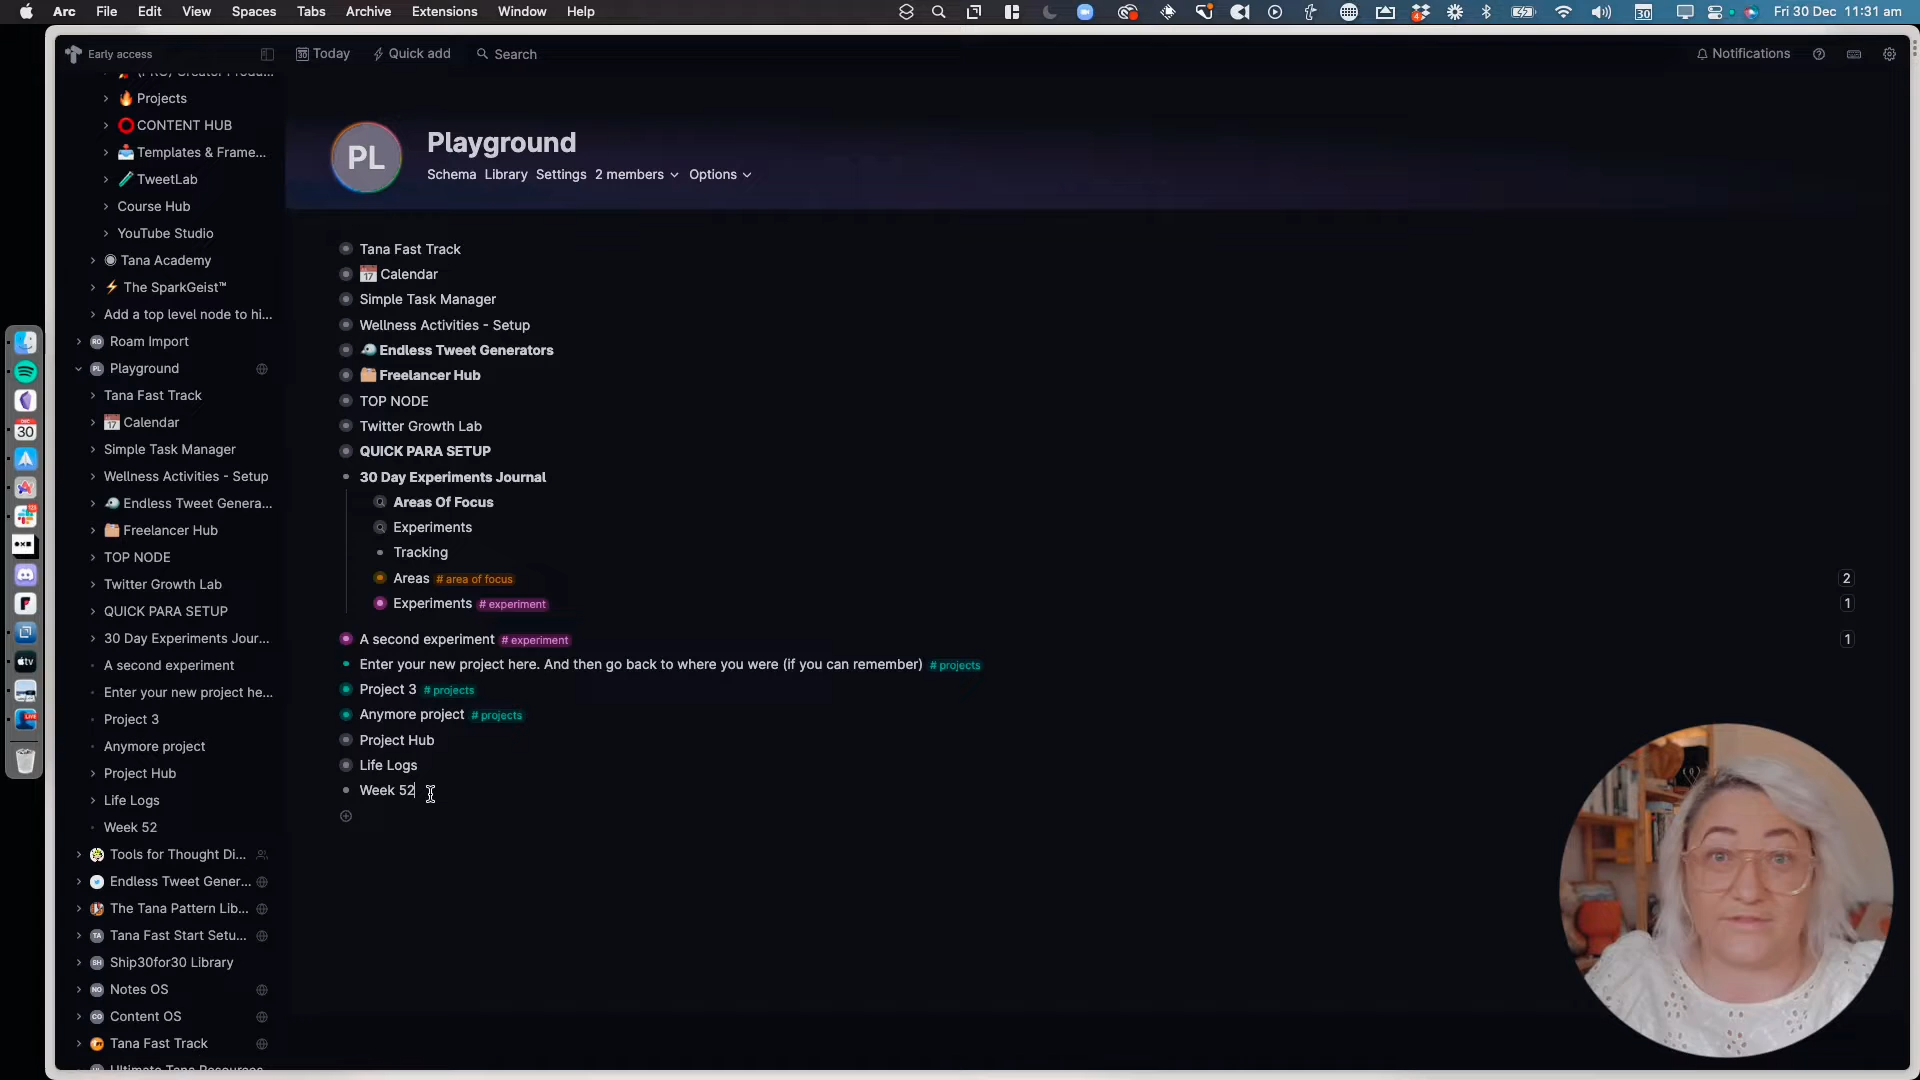 Arc File Edit View Spaces Tabs Archive Extensions Window Help
Fri 30 Dec 11:31 am
Early access
Today Quick add Search
Notifications
Projects
CONTENT HUB
Templates & Frame...
TweetLab
Course Hub
YouTube Studio
Tana Academy
The SparkGeist™
Add a top level node to hi...
RO Roam Import
PL Playground
Tana Fast Track
Calendar
Simple Task Manager
Wellness Activities - Setup
Endless Tweet Genera...
Freelancer Hub
TOP NODE
Twitter Growth Lab
QUICK PARA SETUP
30 Day Experiments Jour...
A second experiment
Enter your new project he...
Project 3
Anymore project
Project Hub
Life Logs
Week 52
Tools for Thought Di...
Endless Tweet Gener...
The Tana Pattern Lib...
TA Tana Fast Start Setu...
SH Ship30for30 Library
NO Notes OS
CO Content OS
Tana Fast Track
Ultimate Tana Resources
PL
Playground
Schema Library Settings 2 members Options
Tana Fast Track
17 Calendar
Simple Task Manager
Wellness Activities - Setup
Endless Tweet Generators
Freelancer Hub
TOP NODE
Twitter Growth Lab
QUICK PARA SETUP
30 Day Experiments Journal
Areas Of Focus
Experiments
Tracking
Areas # area of focus 2
Experiments # experiment 1
A second experiment # experiment 1
Enter your new project here. And then go back to where you were (if you can remember) # projects
Project 3 # projects
Anymore project # projects
Project Hub
Life Logs
Week 52